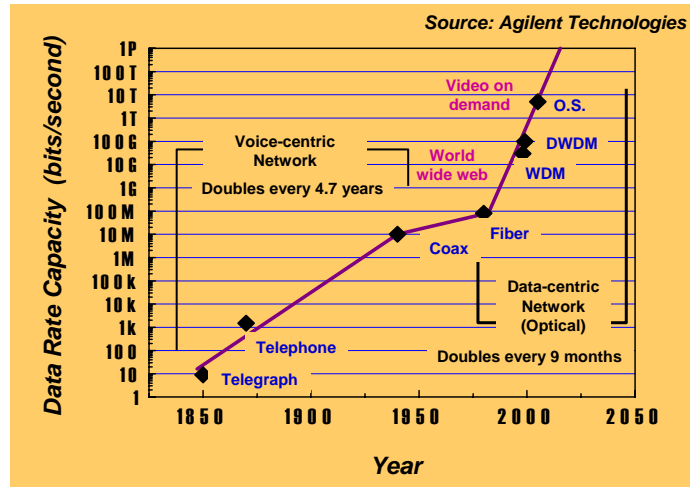 Source: Agilent Technologies
Data Rate Capacity (bits/second)
1P
100T
10T
1T
100G
10G
1G
100M
10M
1M
100k
10k
1k
100
10
1
Video on
demand
O.S.
Voice-centric
Network
DWDM
World
wide web
WDM
Doubles every 4.7 years
Fiber
Coax
Data-centric
Network
(Optical)
Telephone
Doubles every 9 months
Telegraph
1850
1900
1950
2000
2050
Year